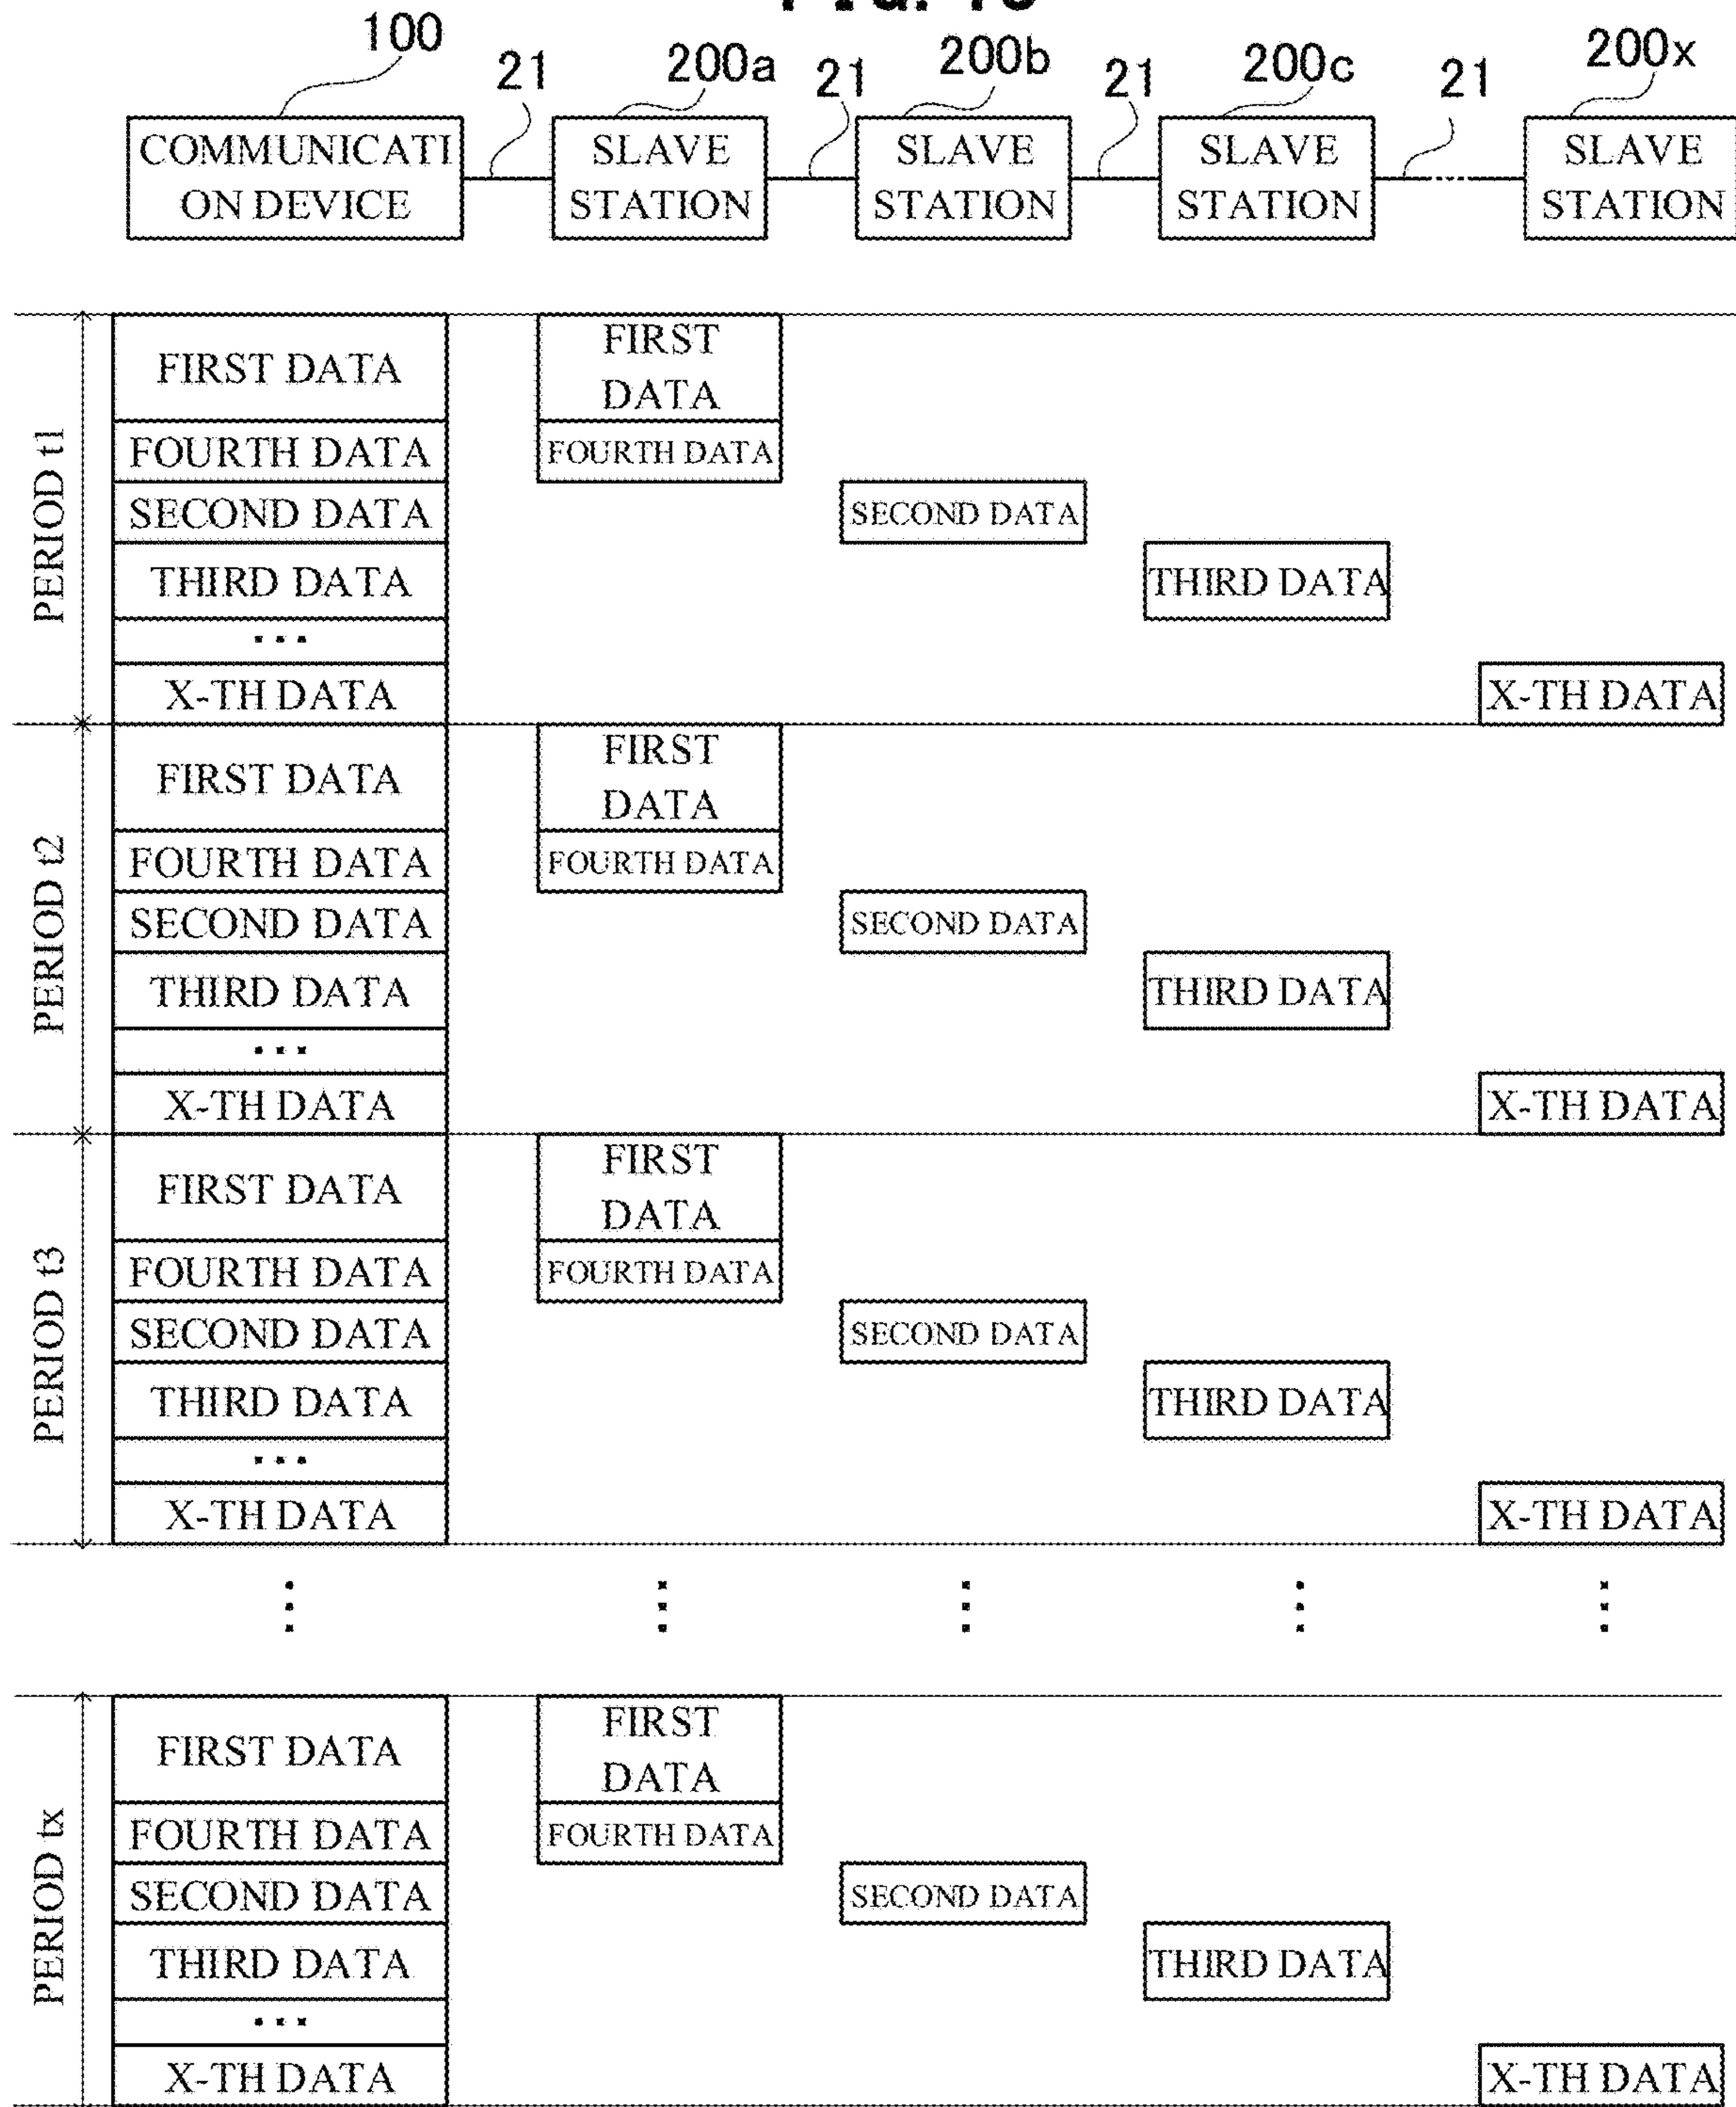 100 21 200a 21 200b 21 200c 21 200x
COMMUNICATI
ON DEVICE
SLAVE
STATION
SLAVE
STATION
SLAVE
STATION
SLAVE
STATION
PERIOD t1
FIRST DATA
FOURTH DATA
SECOND DATA
THIRD DATA
...
X-TH DATA
FIRST
DATA
FOURTH DATA
SECOND DATA
THIRD DATA
X-TH DATA
PERIOD t2
FIRST DATA
FOURTH DATA
SECOND DATA
THIRD DATA
...
X-TH DATA
FIRST
DATA
FOURTH DATA
SECOND DATA
THIRD DATA
X-TH DATA
PERIOD t3
FIRST DATA
FOURTH DATA
SECOND DATA
THIRD DATA
...
X-TH DATA
FIRST
DATA
FOURTH DATA
SECOND DATA
THIRD DATA
X-TH DATA
PERIOD tx
FIRST DATA
FOURTH DATA
SECOND DATA
THIRD DATA
...
X-TH DATA
FIRST
DATA
FOURTH DATA
SECOND DATA
THIRD DATA
X-TH DATA